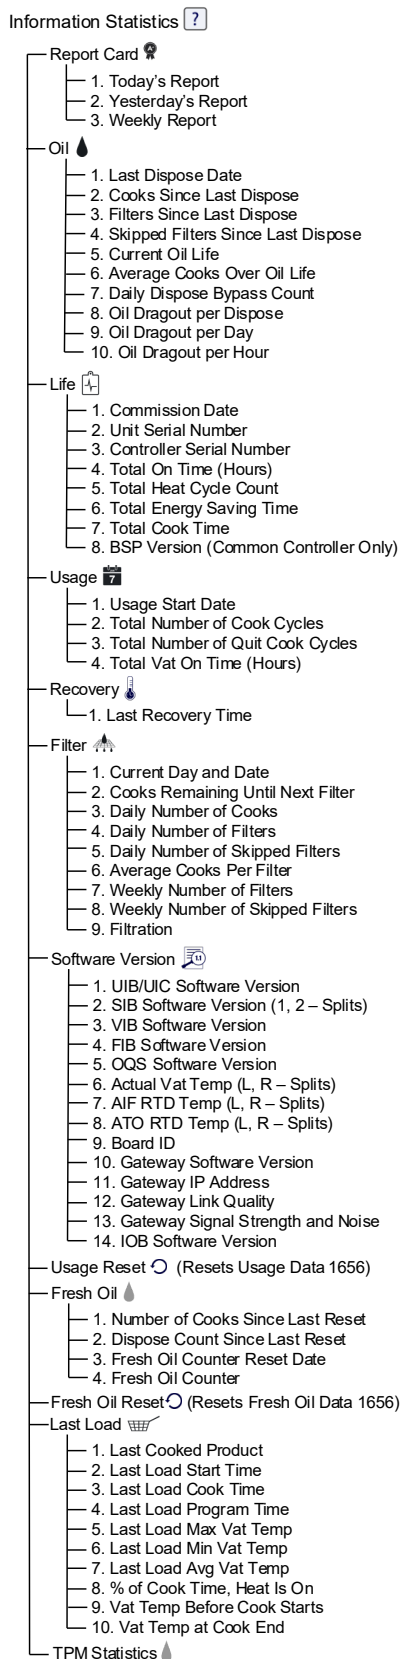 Information Statistics ?
Report Card
1. Today's Report
2. Yesterday's Report
3. Weekly Report
Oil
1. Last Dispose Date
2. Cooks Since Last Dispose
3. Filters Since Last Dispose
4. Skipped Filters Since Last Dispose
5. Current Oil Life
6. Average Cooks Over Oil Life
7. Daily Dispose Bypass Count
8. Oil Dragout per Dispose
9. Oil Dragout per Day
10. Oil Dragout per Hour
Life
1. Commission Date
2. Unit Serial Number
3. Controller Serial Number
4. Total On Time (Hours)
5. Total Heat Cycle Count
6. Total Energy Saving Time
7. Total Cook Time
8. BSP Version (Common Controller Only)
Usage 7
1. Usage Start Date
2. Total Number of Cook Cycles
3. Total Number of Quit Cook Cycles
4. Total Vat On Time (Hours)
Recovery
1. Last Recovery Time
Filter
1. Current Day and Date
2. Cooks Remaining Until Next Filter
3. Daily Number of Cooks
4. Daily Number of Filters
5. Daily Number of Skipped Filters
6. Average Cooks Per Filter
7. Weekly Number of Filters
8. Weekly Number of Skipped Filters
9. Filtration
Software Version 1.1
1. UIB/UIC Software Version
2. SIB Software Version (1, 2 – Splits)
3. VIB Software Version
4. FIB Software Version
5. OQS Software Version
6. Actual Vat Temp (L, R – Splits)
7. AIF RTD Temp (L, R – Splits)
8. ATO RTD Temp (L, R – Splits)
9. Board ID
10. Gateway Software Version
11. Gateway IP Address
12. Gateway Link Quality
13. Gateway Signal Strength and Noise
14. IOB Software Version
Usage Reset (Resets Usage Data 1656)
Fresh Oil
1. Number of Cooks Since Last Reset
2. Dispose Count Since Last Reset
3. Fresh Oil Counter Reset Date
4. Fresh Oil Counter
Fresh Oil Reset (Resets Fresh Oil Data 1656)
Last Load
1. Last Cooked Product
2. Last Load Start Time
3. Last Load Cook Time
4. Last Load Program Time
5. Last Load Max Vat Temp
6. Last Load Min Vat Temp
7. Last Load Avg Vat Temp
8. % of Cook Time, Heat Is On
9. Vat Temp Before Cook Starts
10. Vat Temp at Cook End
TPM Statistics